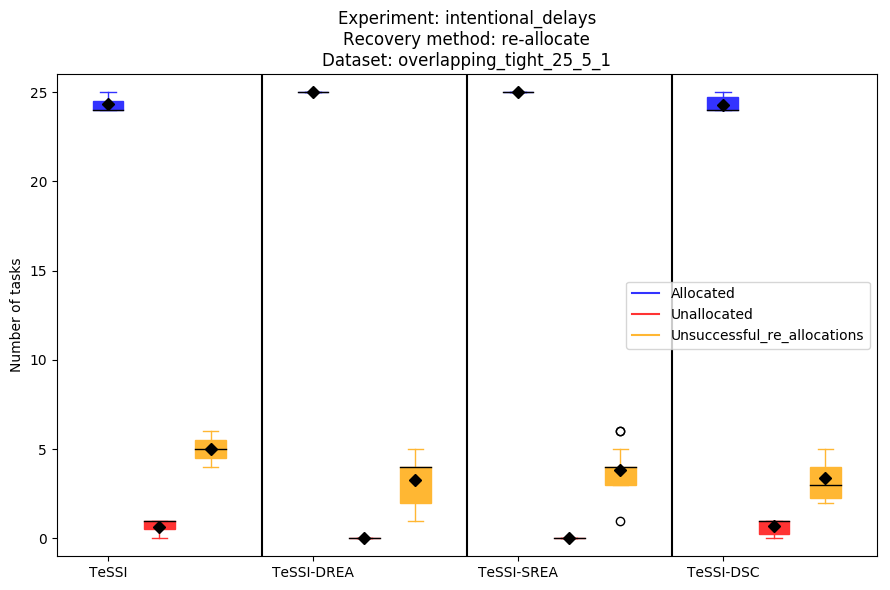 Experiment: intentional_delays
Recovery method: re-allocate
Dataset: overlapping_tight_25_5_1
Number of tasks
25
20
15
10
5
0
Allocated
Unallocated
Unsuccessful_re_allocations
TeSSI
TeSSI-DREA
TeSSI-SREA
TeSSI-DSC